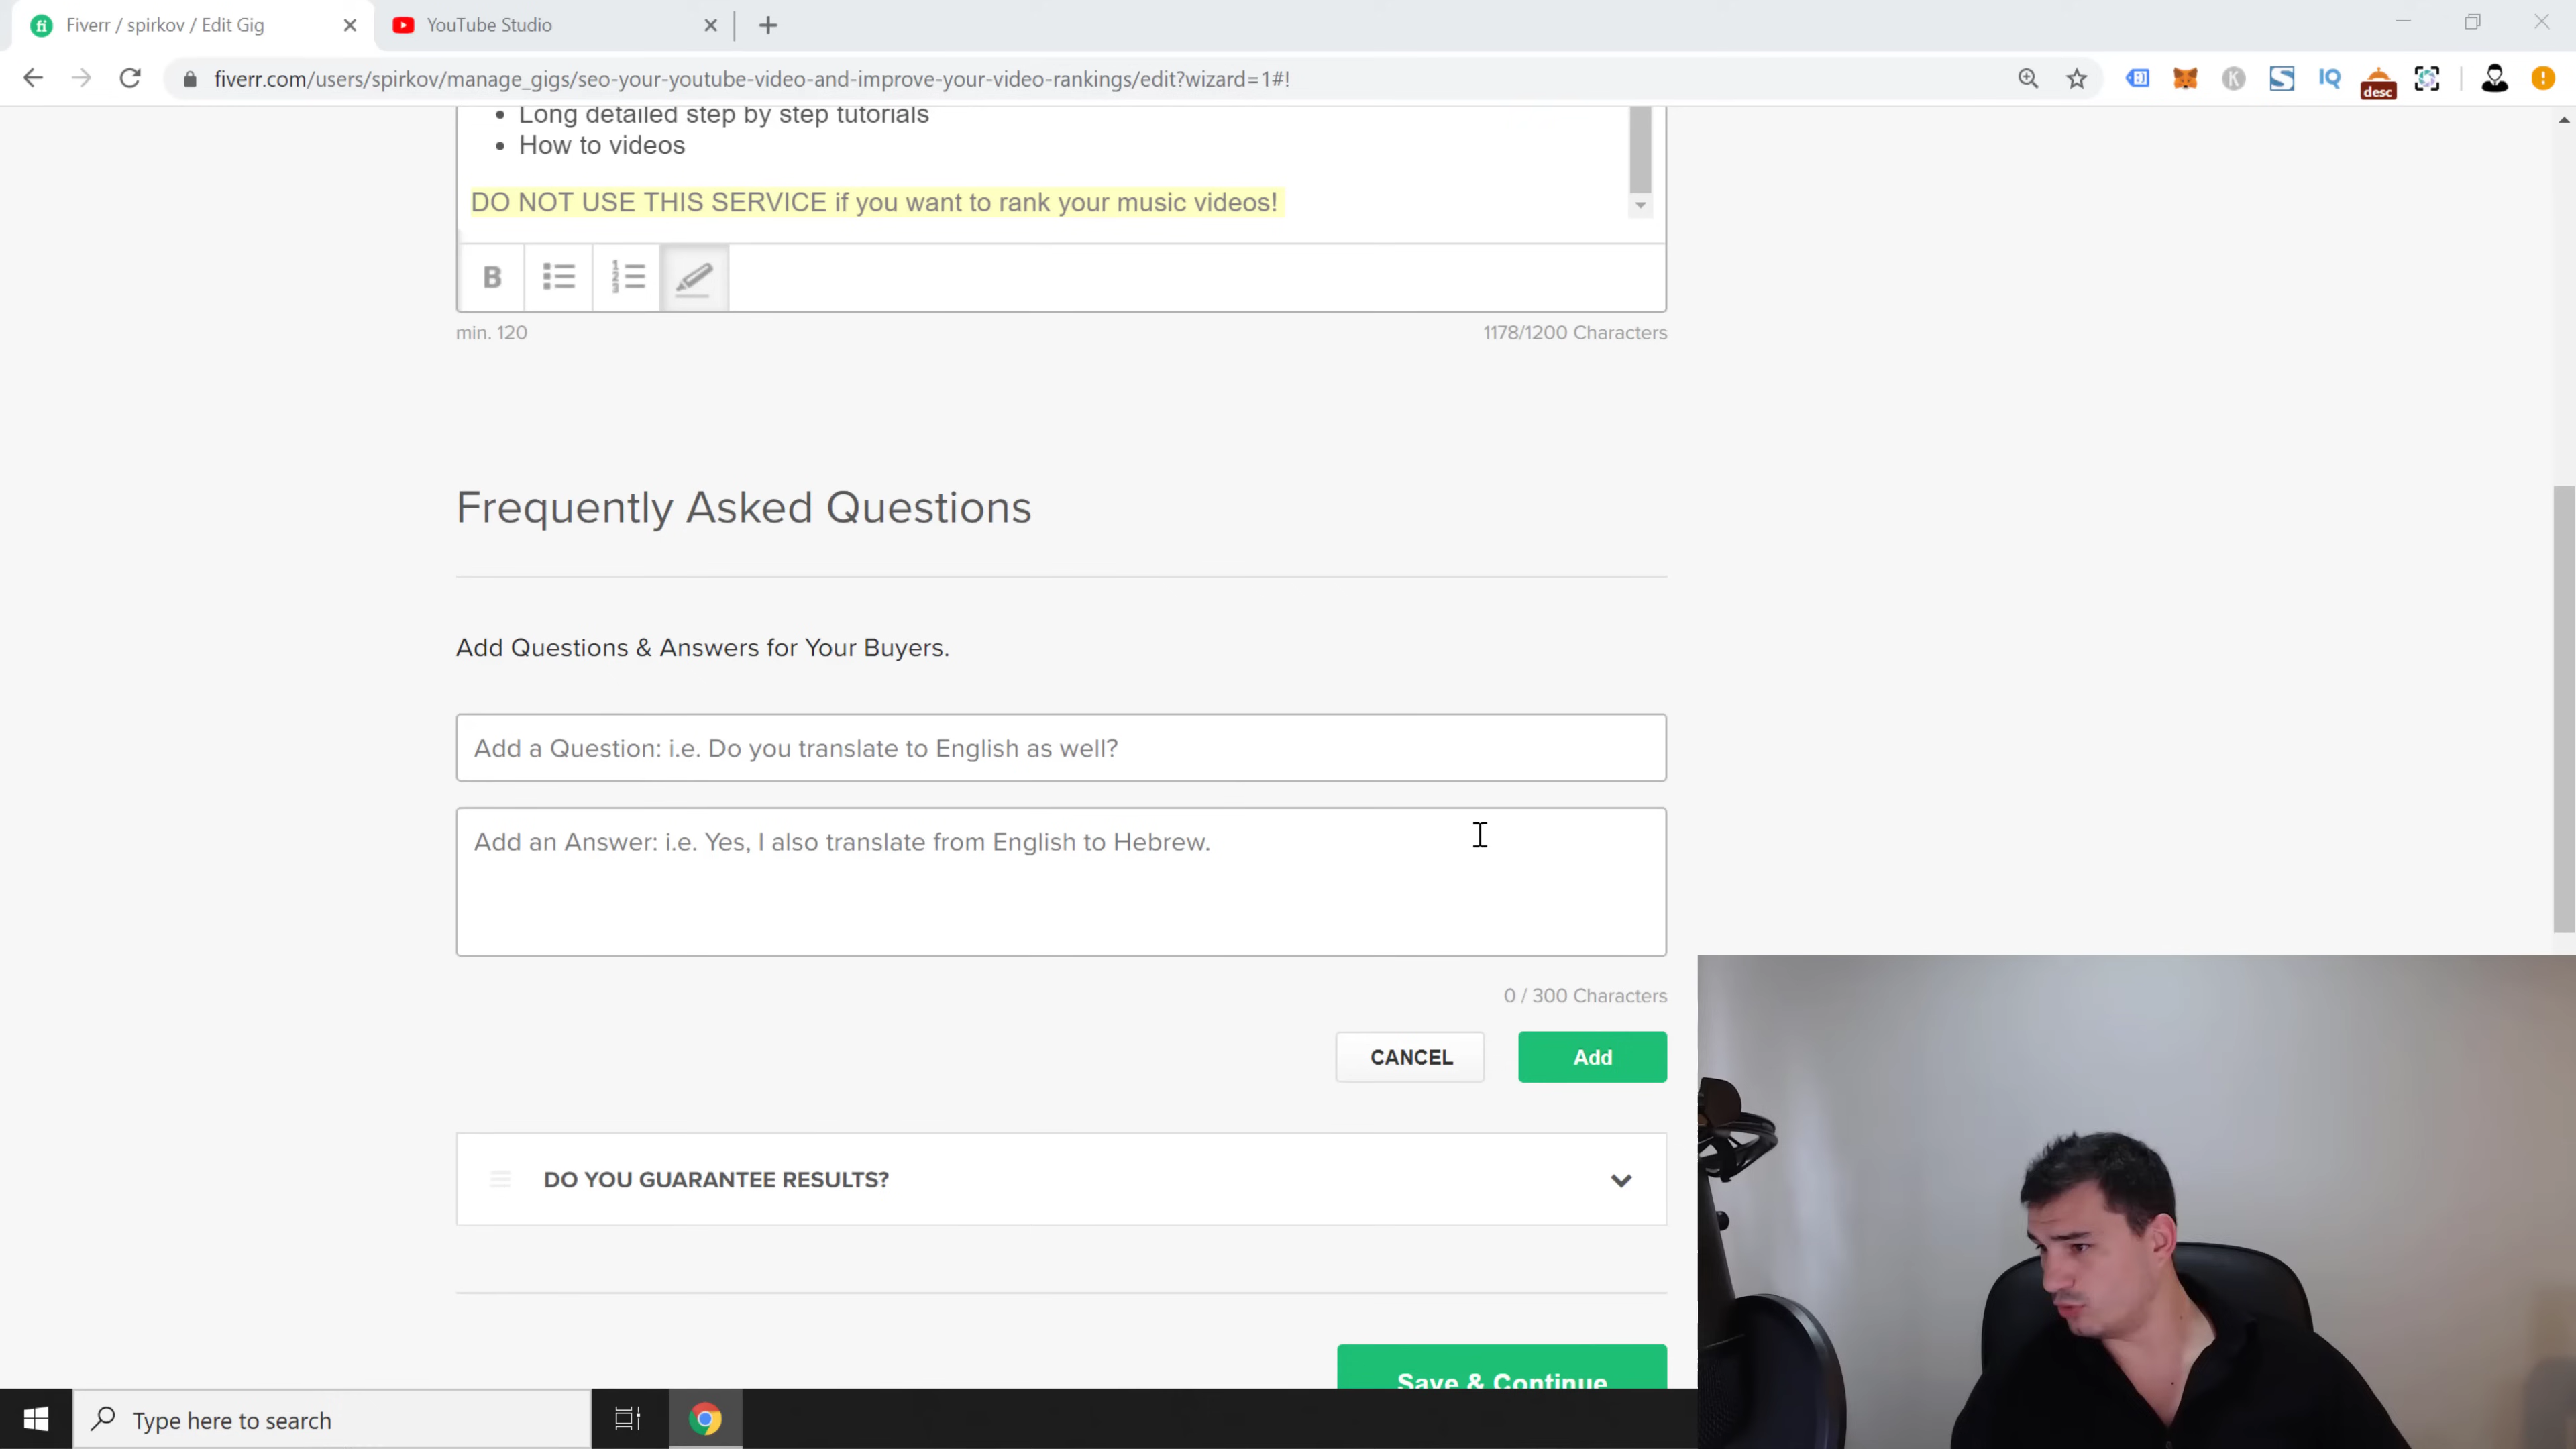 Fiverr / spirkov / Edit Gig
YouTube Studio
fiverr.com/users/spirkov/manage_gigs/seo-your-youtube-video-and-improve-your-video-rankings/edit?wizard=1#!
IQ
desc
Long detailed step by step tutorials
How to videos
DO NOT USE THIS SERVICE if you want to rank your music videos!
B
min. 120
1178/1200 Characters
Frequently Asked Questions
Add Questions & Answers for Your Buyers.
Add a Question: i.e. Do you translate to English as well?
Add an Answer: i.e. Yes, I also translate from English to Hebrew.
0 / 300 Characters
CANCEL
Add
DO YOU GUARANTEE RESULTS?
Save & Continue
Type here to search